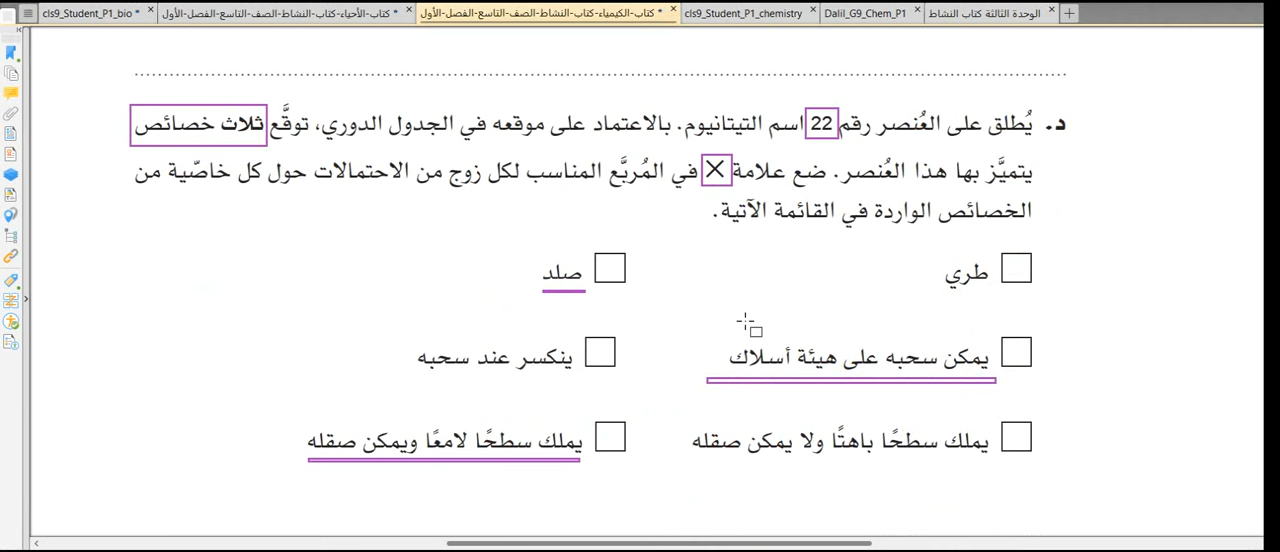 cls9_Student_P1_bio *
كتاب-الأحياء-كتاب-النشاط-الصف-التاسع-الفصل-الأول *
كتاب-الكيمياء-كتاب-النشاط-الصف-التاسع-الفصل-الأول *
cls9_Student_P1_chemistry
Dalil_G9_Chem_P1
الوحدة الثالثة كتاب النشاط
د. يُطلق على العُنصر رقم 22 اسم التيتانيوم. بالاعتماد على موقعه في الجدول الدوري، توقَّع ثلاث خصائص
يتميَّز بها هذا العُنصر. ضع علامة X في المُربَّع المناسب لكل زوج من الاحتمالات حول كل خاصّية من
الخصائص الواردة في القائمة الآتية.
طري صلد
يمكن سحبه على هيئة أسلاك ينكسر عند سحبه
يملك سطحًا باهتًا ولا يمكن صقله يملك سطحًا لامعًا ويمكن صقله